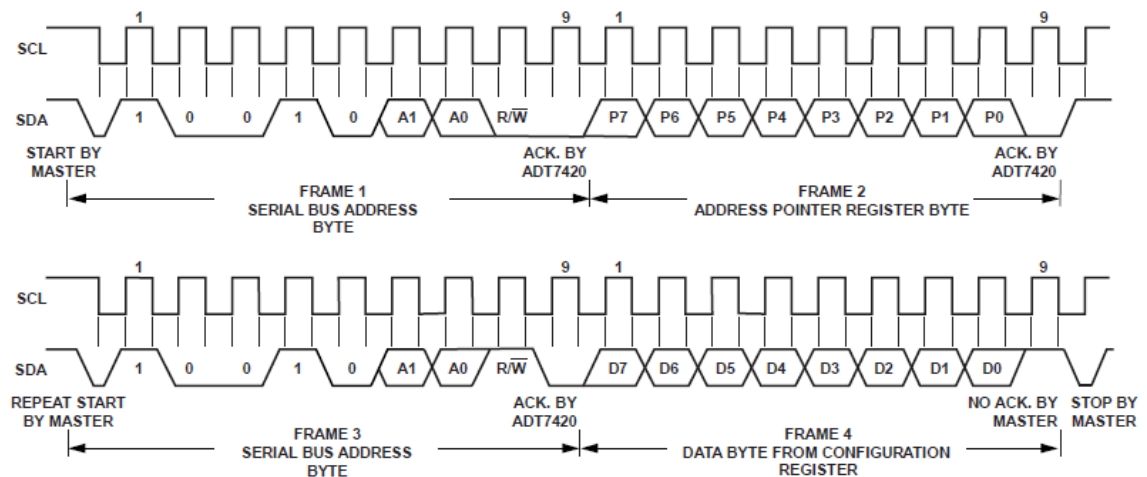 1 9 1 9
SCL
SDA 1 0 0 1 0 A1 A0 R/W̅ P7 P6 P5 P4 P3 P2 P1 P0
START BY ACK. BY ACK. BY
MASTER ADT7420 ADT7420
FRAME 1 FRAME 2
SERIAL BUS ADDRESS ADDRESS POINTER REGISTER BYTE
BYTE
1 9 1 9
SCL
SDA 1 0 0 1 0 A1 A0 R/W̅ D7 D6 D5 D4 D3 D2 D1 D0
REPEAT START ACK. BY NO ACK. BY STOP BY
BY MASTER ADT7420 MASTER MASTER
FRAME 3 FRAME 4
SERIAL BUS ADDRESS DATA BYTE FROM CONFIGURATION
BYTE REGISTER